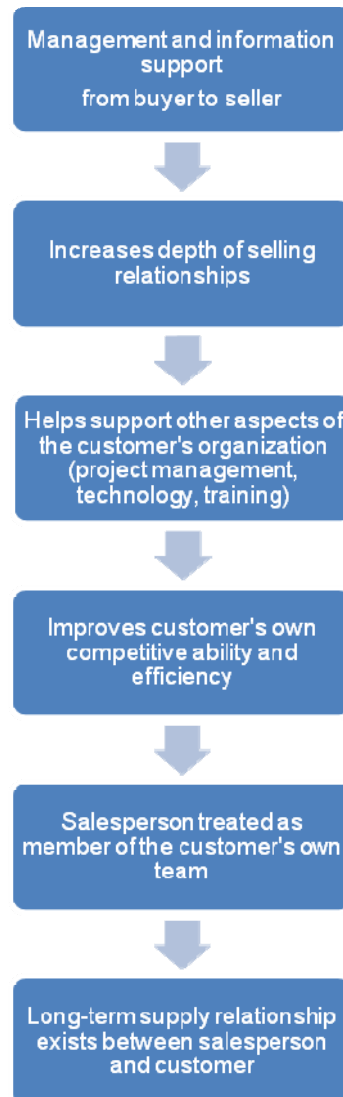 Management and information
support
from buyer to seller
Increases depth of selling
relationships
Helps support other aspects of
the customer's organization
(project management,
technology, training)
Improves customer's own
competitive ability and
efficiency
Salesperson treated as
member of the customer's own
team
Long-term supply relationship
exists between salesperson
and customer